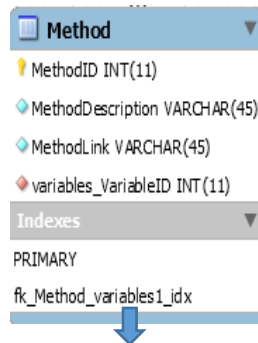 Method
MethodID INT(11)
MethodDescription VARCHAR(45)
MethodLink VARCHAR(45)
variables_VariableID INT(11)
Indexes
PRIMARY
fk_Method_variables1_idx